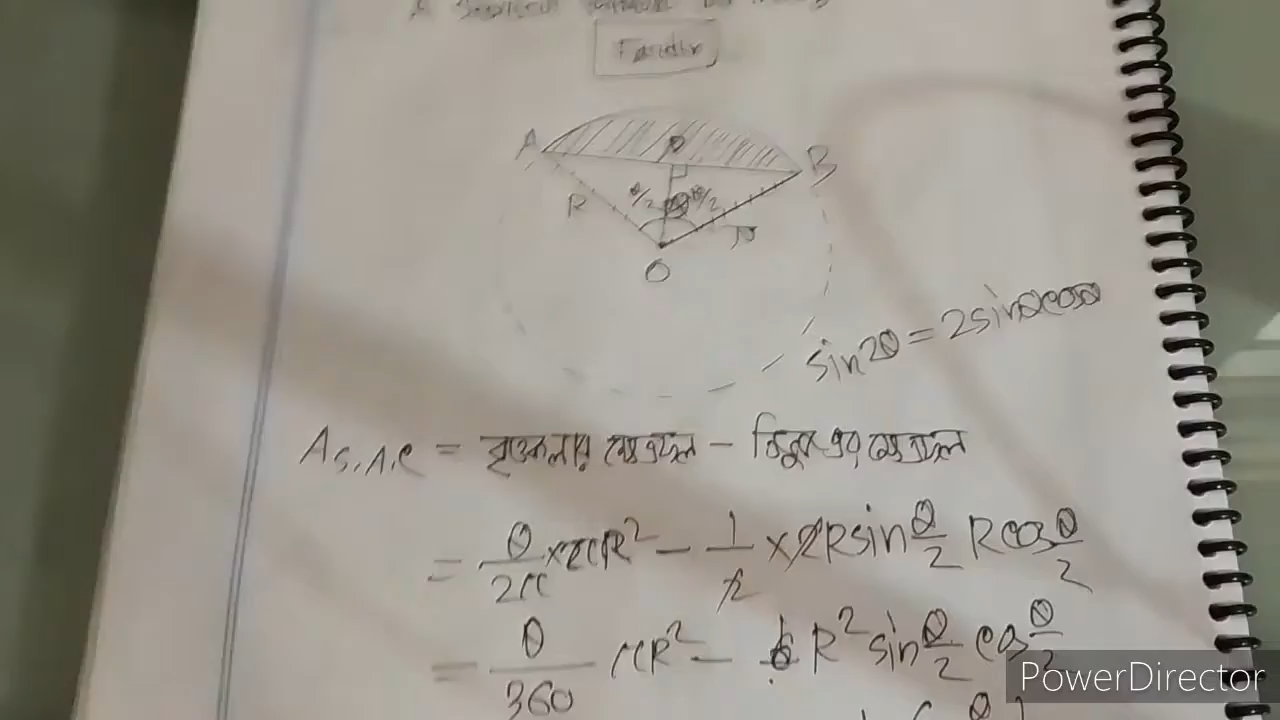 A
P
B
R
θ/2
θ
θ/2
R
O
sin2θ = 2sinθcosθ
= বৃত্তকলার ক্ষেত্রফল - ত্রিভুজ এর ক্ষেত্রফল
= θ/2π × πR² - 1/2 × 2Rsin θ/2 Rcos θ/2
= θ/360 πR² - R² sin θ/2 cos θ/2
PowerDirector